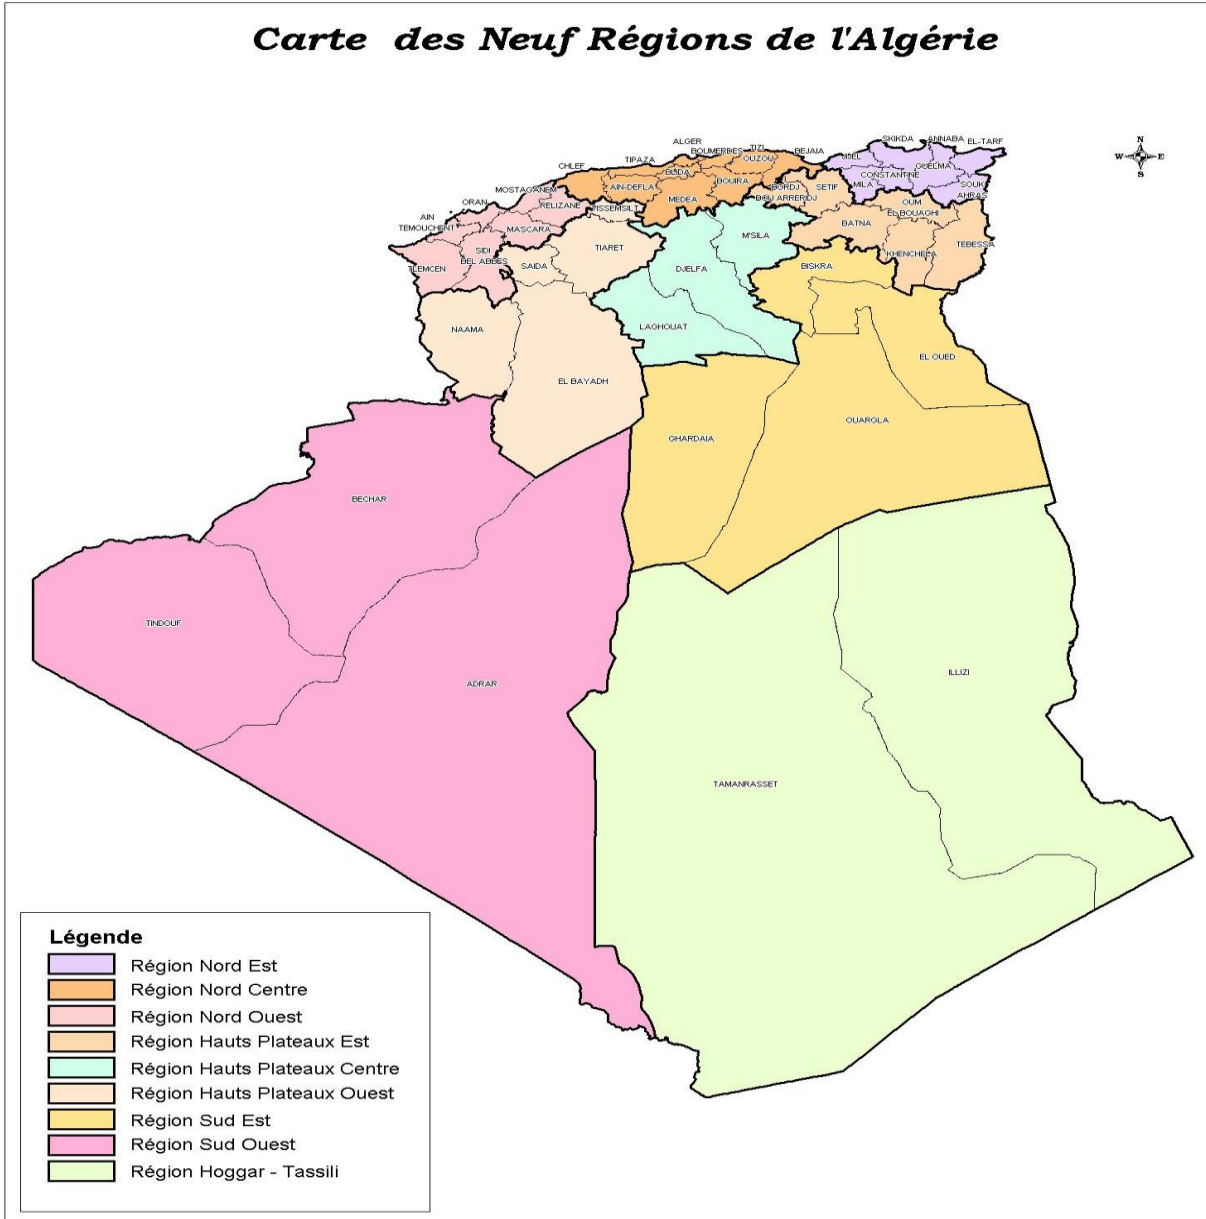 Carte des Neuf Régions de l'Algérie
N
W E
S
SKIKDA
ANNABA
EL-TARF
ALGER
BOUMERDES
TIZI
OUZOU
BEJAIA
JIJEL
GUELMA
CONSTANTINE
MILA
SOUK
AHRAS
CHLEF
TIPAZA
BLIDA
BOUIRA
AIN-DEFLA
MEDEA
BORDJ
BOU ARRERIDJ
SETIF
OUM
EL BOUAGHI
MOSTAGANEM
ORAN
RELIZANE
AIN
TEMOUCHENT
MASCARA
SIDI
BEL ABBES
TLEMCEN
TIARET
SAIDA
M'SILA
BATNA
KHENCHELA
TEBESSA
DJELFA
BISKRA
LAGHOUAT
NAAMA
EL BAYADH
EL OUED
GHARDAIA
OUARGLA
BECHAR
TINDOUF
ADRAR
ILLIZI
TAMANRASSET
Légende
Région Nord Est
Région Nord Centre
Région Nord Ouest
Région Hauts Plateaux Est
Région Hauts Plateaux Centre
Région Hauts Plateaux Ouest
Région Sud Est
Région Sud Ouest
Région Hoggar - Tassili